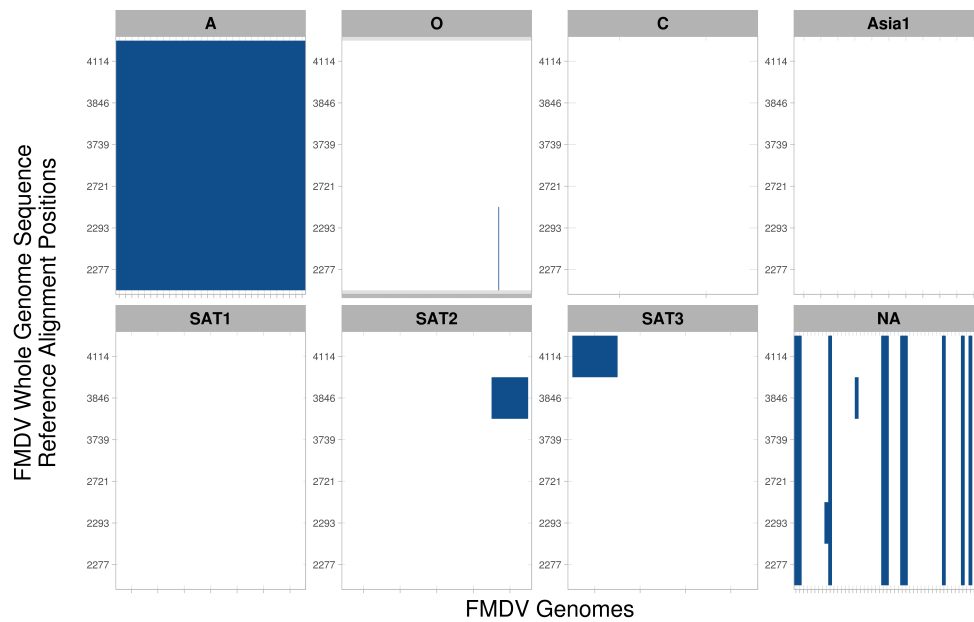 A O C Asia1
4114 4114 4114 4114
3846 3846 3846 3846
3739 3739 3739 3739
2721 2721 2721 2721
2293 2293 2293 2293
2277 2277 2277 2277
FMDV Whole Genome Sequence
Reference Alignment Positions
SAT1 SAT2 SAT3 NA
4114 4114 4114 4114
3846 3846 3846 3846
3739 3739 3739 3739
2721 2721 2721 2721
2293 2293 2293 2293
2277 2277 2277 2277
FMDV Genomes